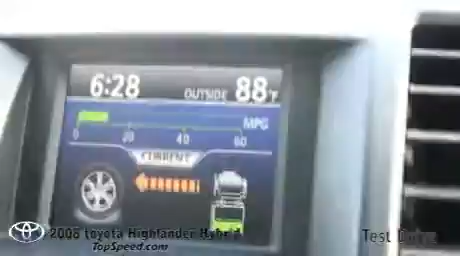 6:28 OUTSIDE 88°F
MPG
0 20 40 60
CURRENT
2008 Toyota Highlander Hybrid
Test Drive
TopSpeed.com